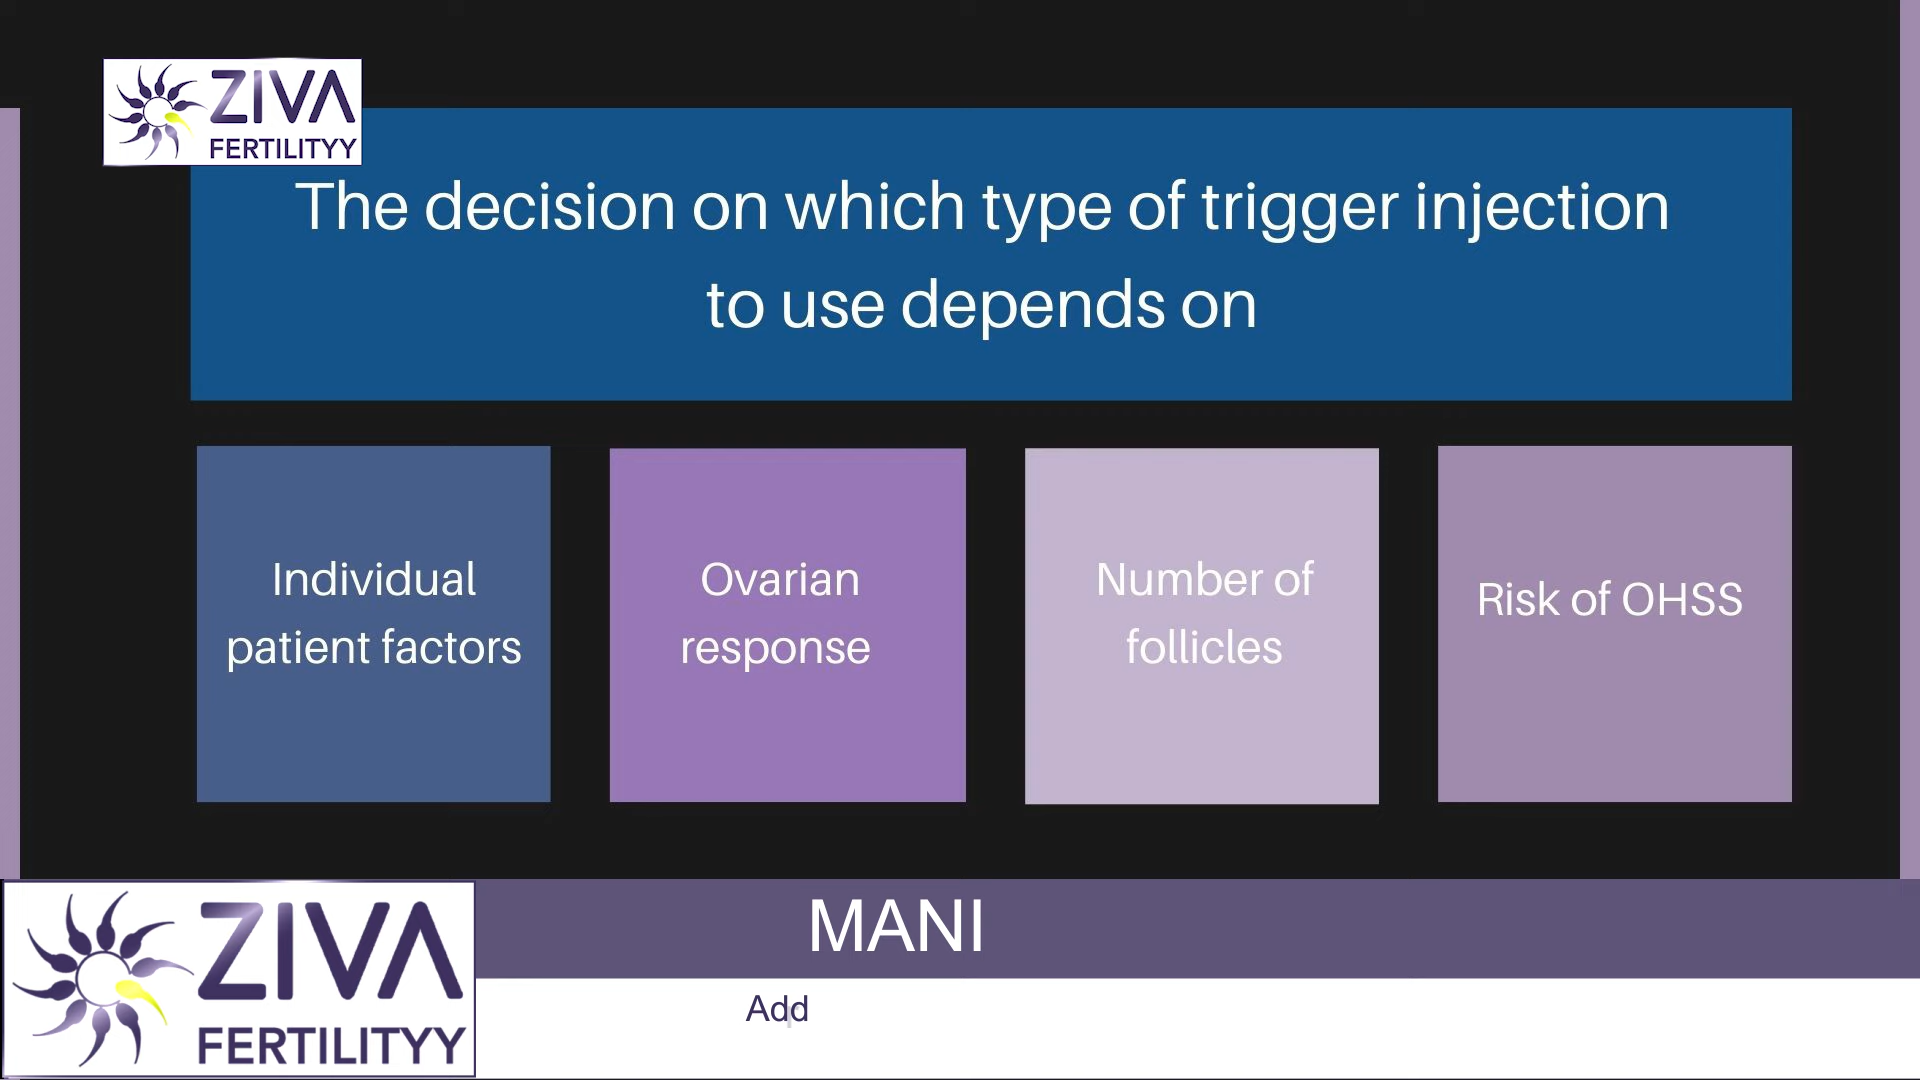 ZIVA
FERTILITYY
The decision on which type of trigger injection
to use depends on
Individual
patient factors
Ovarian
response
Number of
follicles
Risk of OHSS
ZIVA
FERTILITYY
MANI
Add